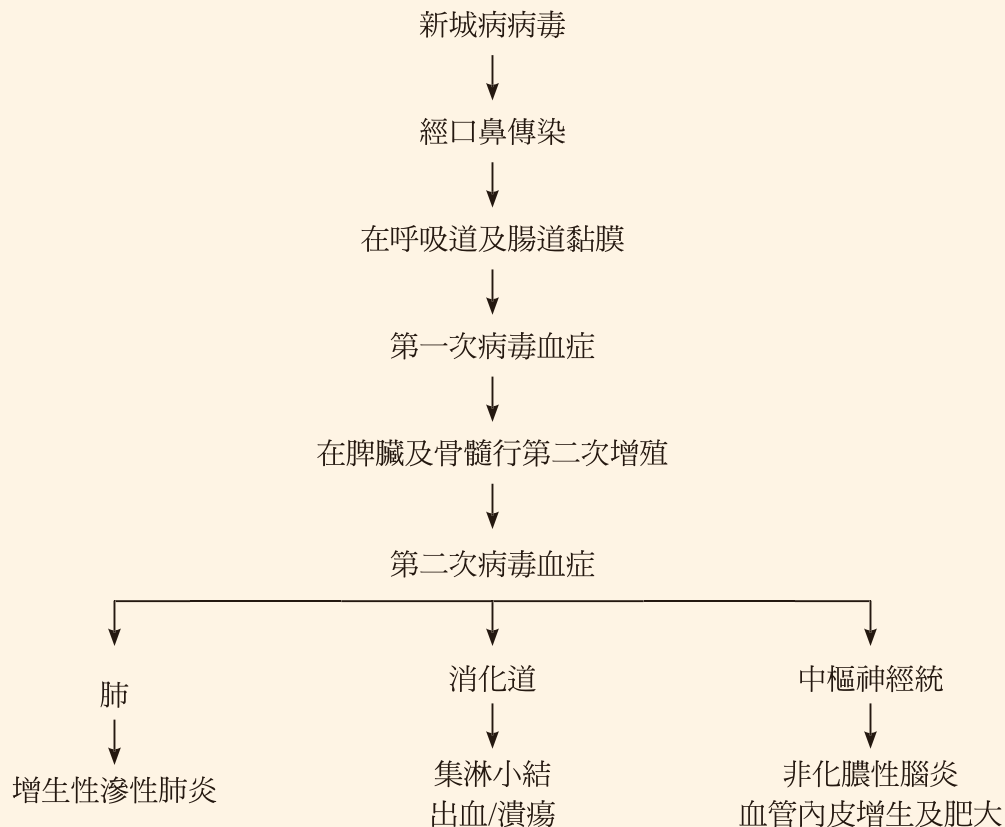 新城病病毒
經口鼻傳染
在呼吸道及腸道黏膜
第一次病毒血症
在脾臟及骨髓行第二次增殖
第二次病毒血症
肺
消化道
中樞神經統
增生性滲性肺炎
集淋小結
出血/潰瘍
非化膿性腦炎
血管內皮增生及肥大